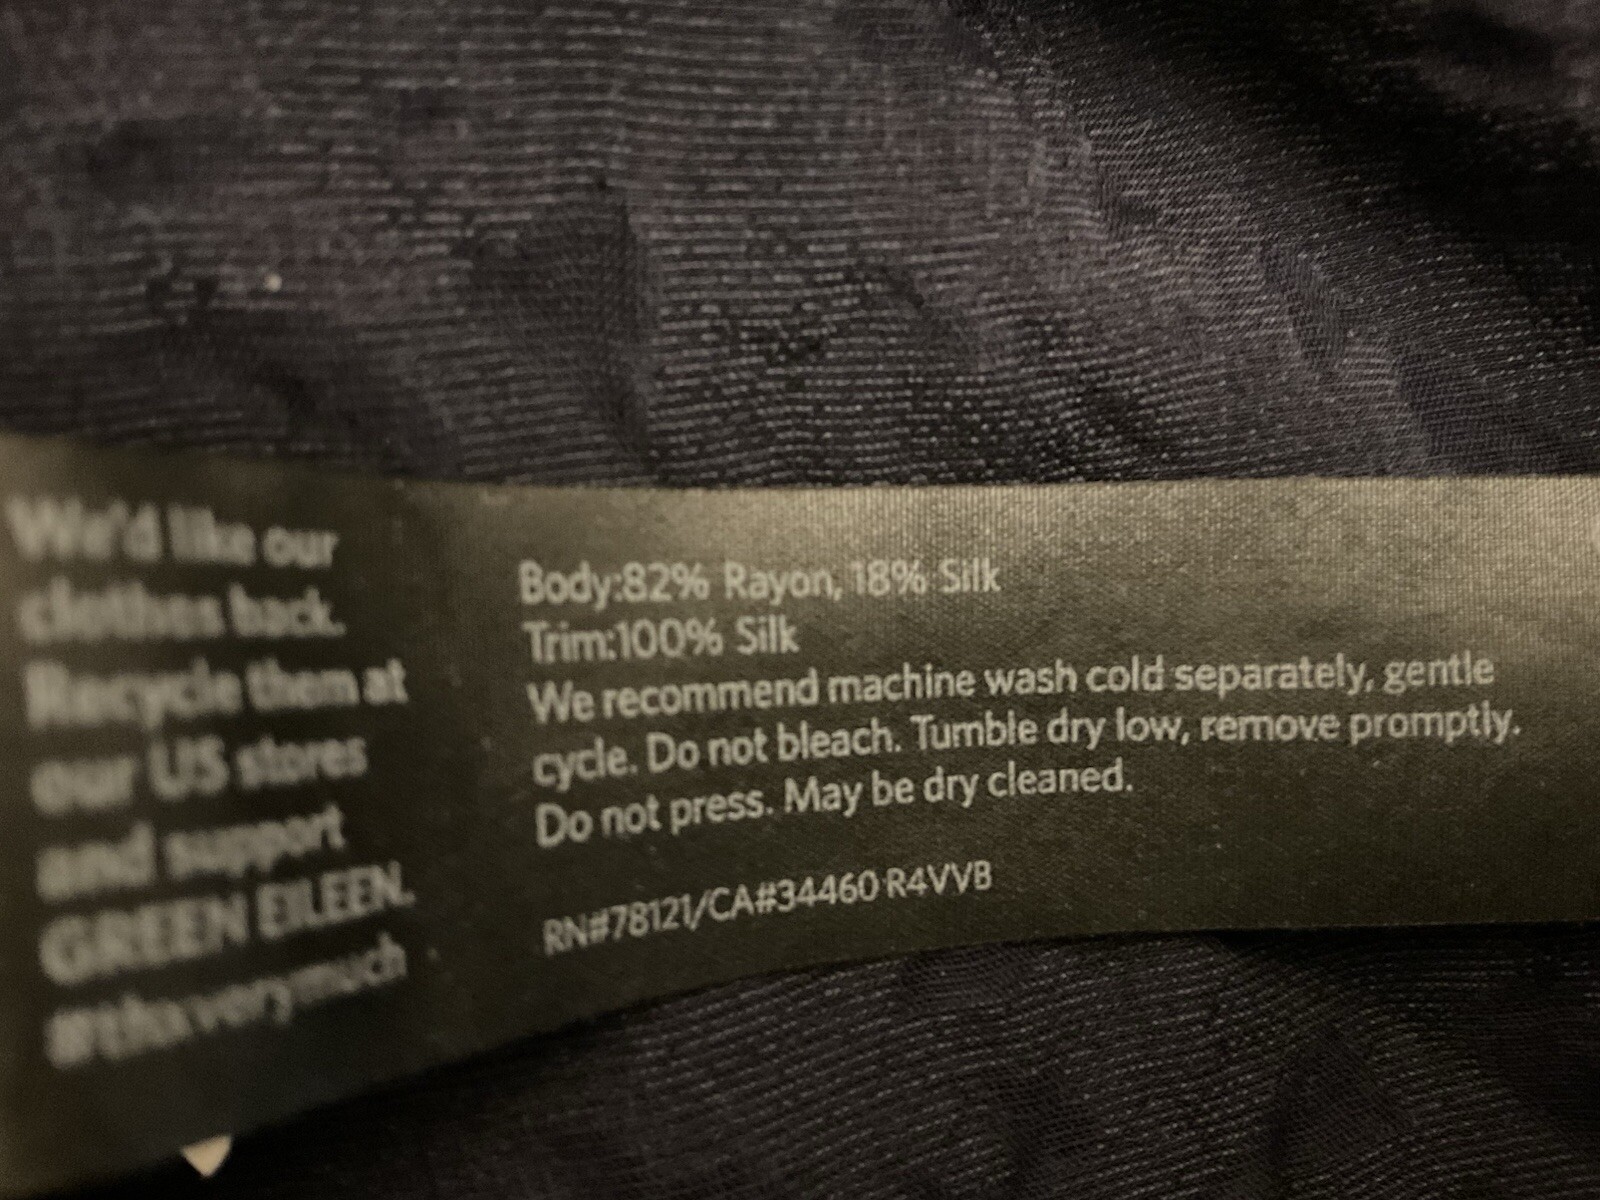 We'd like our
clothes back.
Recycle them at
our US stores
and support
GREEN EILEEN.
#thxverymuch
Body:82% Rayon, 18% Silk
Trim:100% Silk
We recommend machine wash cold separately, gentle
cycle. Do not bleach. Tumble dry low, remove promptly.
Do not press. May be dry cleaned.
RN#78121/CA#34460 R4VVB